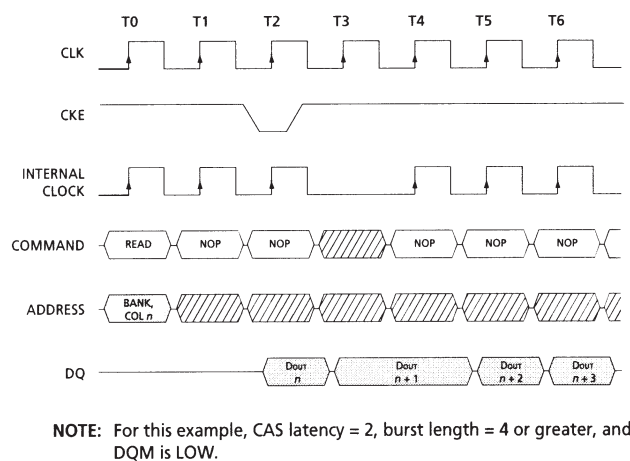 T0 T1 T2 T3 T4 T5 T6
CLK
CKE
INTERNAL
CLOCK
COMMAND READ NOP NOP NOP NOP NOP
ADDRESS BANK,
COL n
DQ DOUT
n DOUT
n + 1 DOUT
n + 2 DOUT
n + 3
NOTE: For this example, CAS latency = 2, burst length = 4 or greater, and
DQM is LOW.